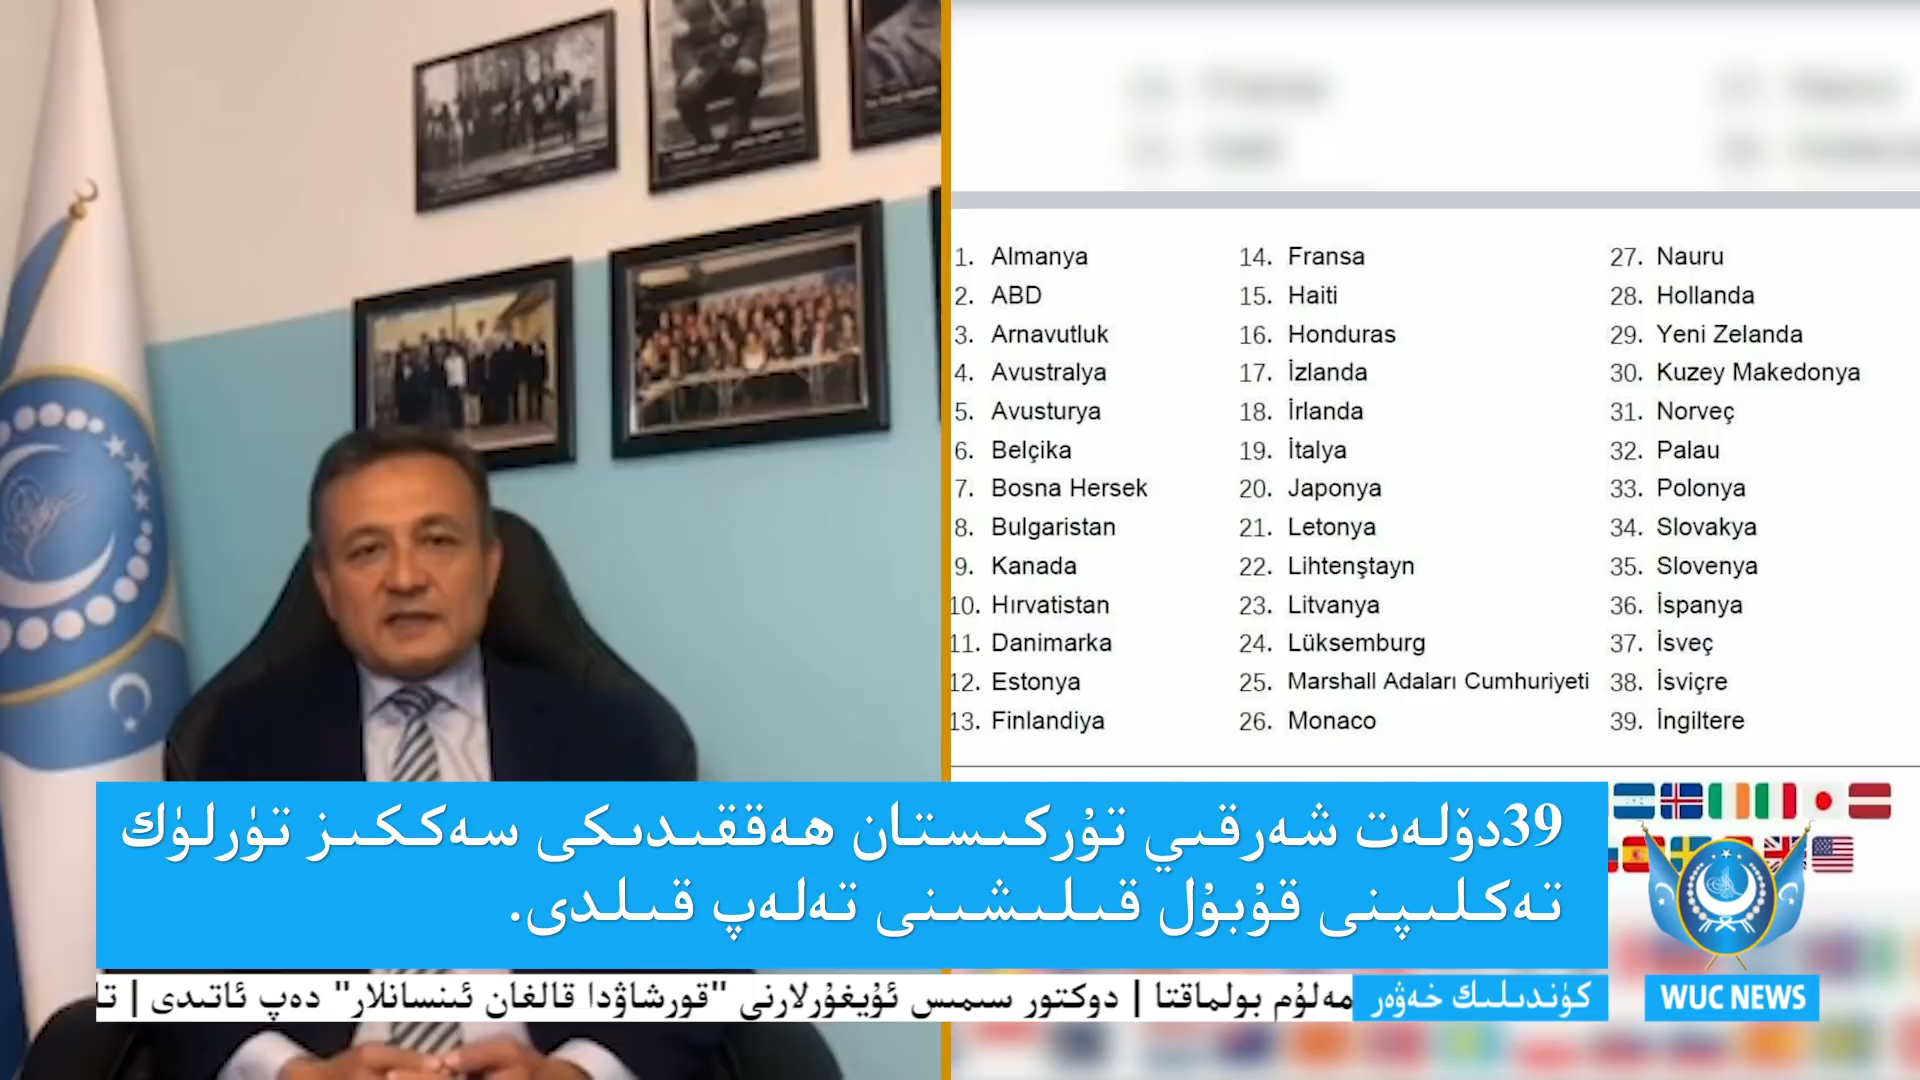 1. Almanya
2. ABD
3. Arnavutluk
4. Avustralya
5. Avusturya
6. Belçika
7. Bosna Hersek
8. Bulgaristan
9. Kanada
10. Hırvatistan
11. Danimarka
12. Estonya
13. Finlandiya
14. Fransa
15. Haiti
16. Honduras
17. İzlanda
18. İrlanda
19. İtalya
20. Japonya
21. Letonya
22. Lihtenştayn
23. Litvanya
24. Lüksemburg
25. Marshall Adaları Cumhuriyeti
26. Monaco
27. Nauru
28. Hollanda
29. Yeni Zelanda
30. Kuzey Makedonya
31. Norveç
32. Palau
33. Polonya
34. Slovakya
35. Slovenya
36. İspanya
37. İsveç
38. İsviçre
39. İngiltere
39دۆلەت شەرقىي تۈركىستان ھەققىدىكى سەككىز تۈرلۈك
تەكلىپنى قۇبۇل قىلىشىنى تەلەپ قىلدى.
كۈندىلىك خەۋەر
مەلۇم بولماقتا | دوكتور سىمىس ئۇيغۇرلارنى "قورشاۋدا قالغان ئىنسانلار" دەپ ئاتىدى |
WUC NEWS